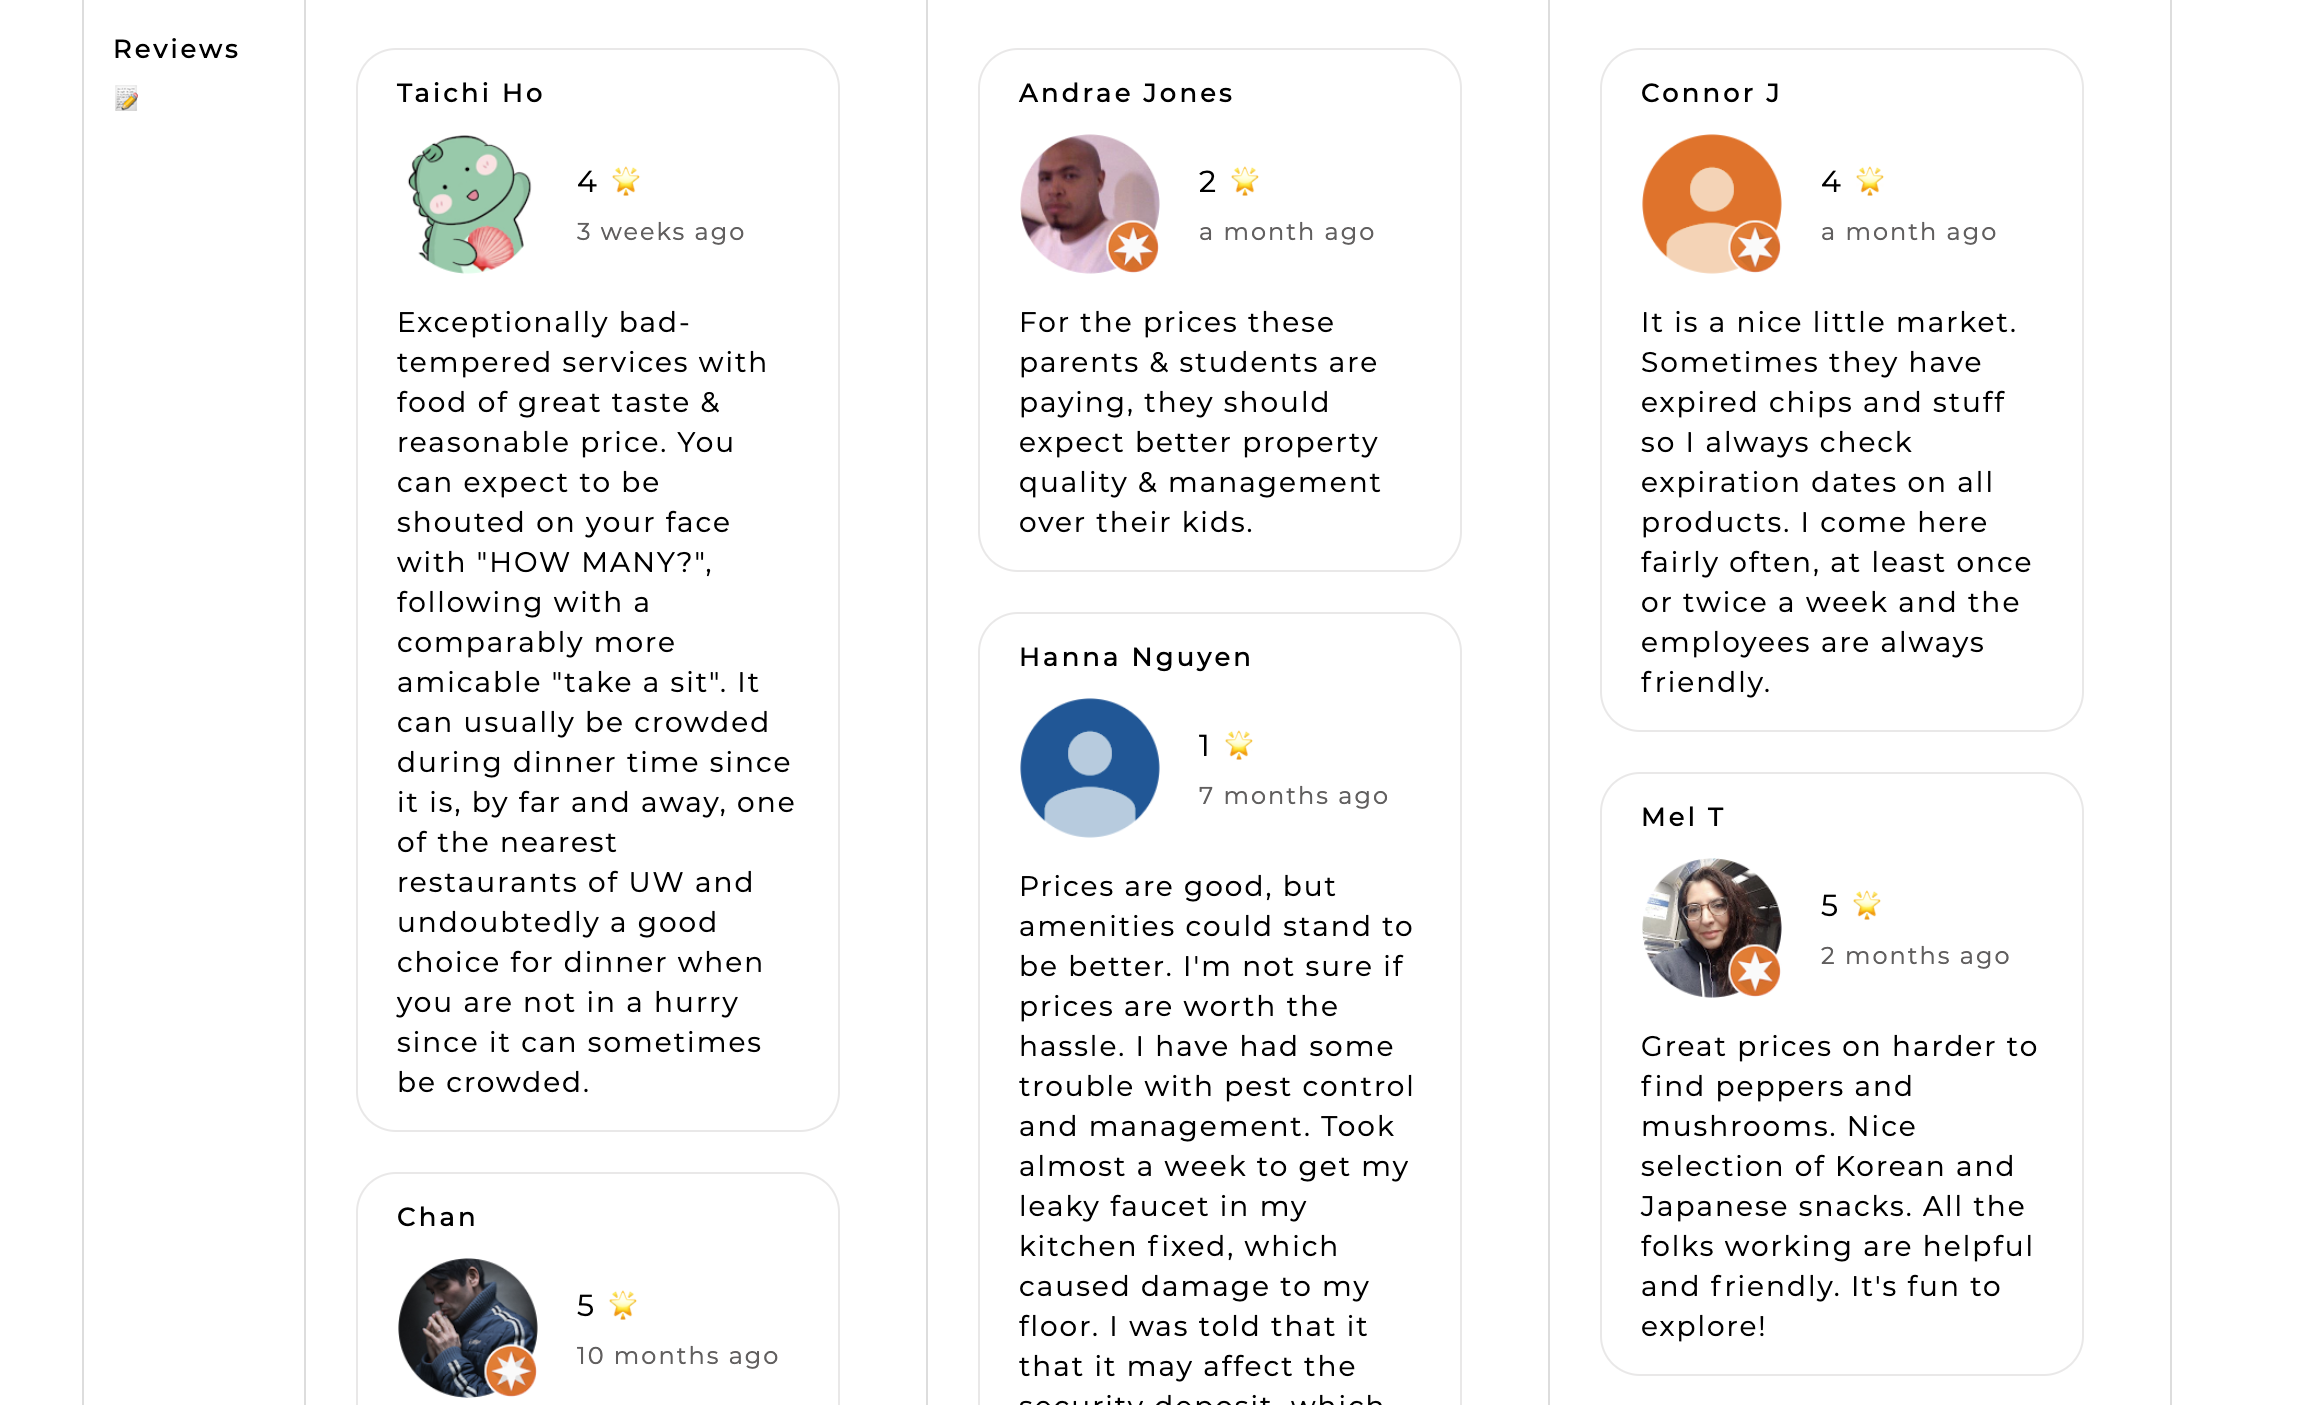 Reviews
Taichi Ho
4
3 weeks ago
Exceptionally bad-
tempered services with
food of great taste &
reasonable price. You
can expect to be
shouted on your face
with "HOW MANY?",
following with a
comparably more
amicable "take a sit". It
can usually be crowded
during dinner time since
it is, by far and away, one
of the nearest
restaurants of UW and
undoubtedly a good
choice for dinner when
you are not in a hurry
since it can sometimes
be crowded.
Chan
5
10 months ago
Andrae Jones
2
a month ago
For the prices these
parents & students are
paying, they should
expect better property
quality & management
over their kids.
Hanna Nguyen
1
7 months ago
Prices are good, but
amenities could stand to
be better. I'm not sure if
prices are worth the
hassle. I have had some
trouble with pest control
and management. Took
almost a week to get my
leaky faucet in my
kitchen fixed, which
caused damage to my
floor. I was told that it
that it may affect the
security deposit, which
Connor J
4
a month ago
It is a nice little market.
Sometimes they have
expired chips and stuff
so I always check
expiration dates on all
products. I come here
fairly often, at least once
or twice a week and the
employees are always
friendly.
Mel T
5
2 months ago
Great prices on harder to
find peppers and
mushrooms. Nice
selection of Korean and
Japanese snacks. All the
folks working are helpful
and friendly. It's fun to
explore!